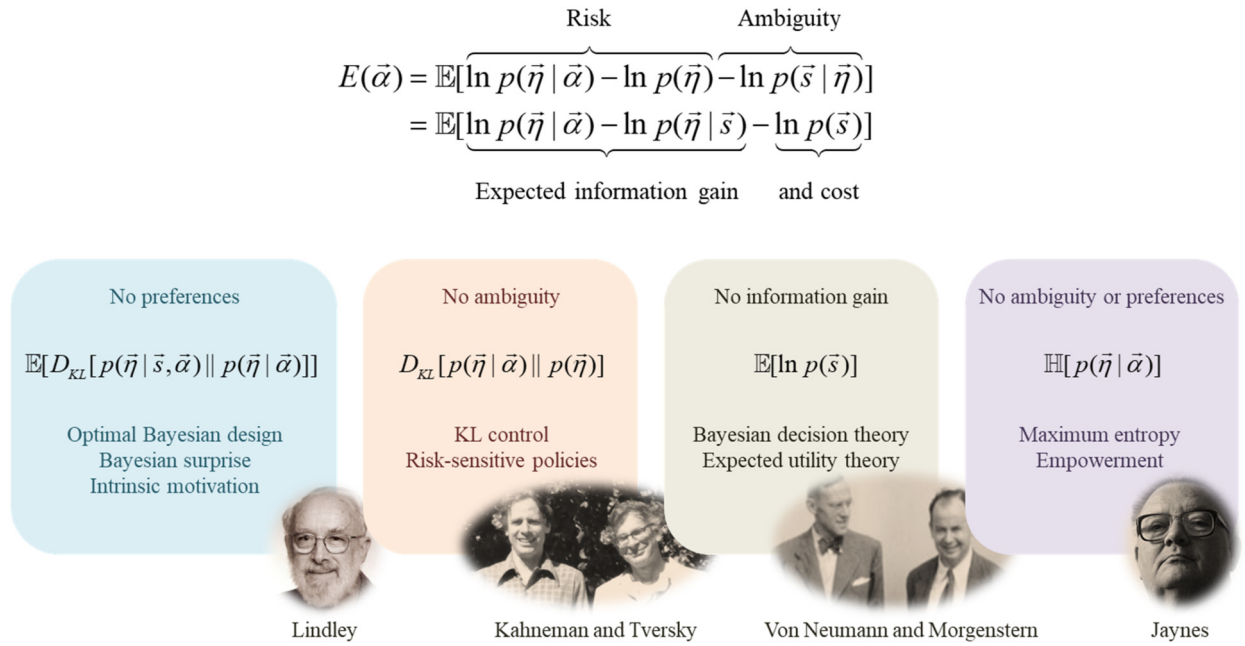 Risk Ambiguity
E(α⃗) = 𝔼[ln p(η⃗ | α⃗) − ln p(η⃗) − ln p(s⃗ | η⃗)]
= 𝔼[ln p(η⃗ | α⃗) − ln p(η⃗ | s⃗) − ln p(s⃗)]
Expected information gain and cost
No preferences
𝔼[D_KL[p(η⃗ | s⃗, α⃗) || p(η⃗ | α⃗)]]
Optimal Bayesian design
Bayesian surprise
Intrinsic motivation
Lindley
No ambiguity
D_KL[p(η⃗ | α⃗) || p(η⃗)]
KL control
Risk-sensitive policies
Kahneman and Tversky
No information gain
𝔼[ln p(s⃗)]
Bayesian decision theory
Expected utility theory
Von Neumann and Morgenstern
No ambiguity or preferences
ℍ[p(η⃗ | α⃗)]
Maximum entropy
Empowerment
Jaynes